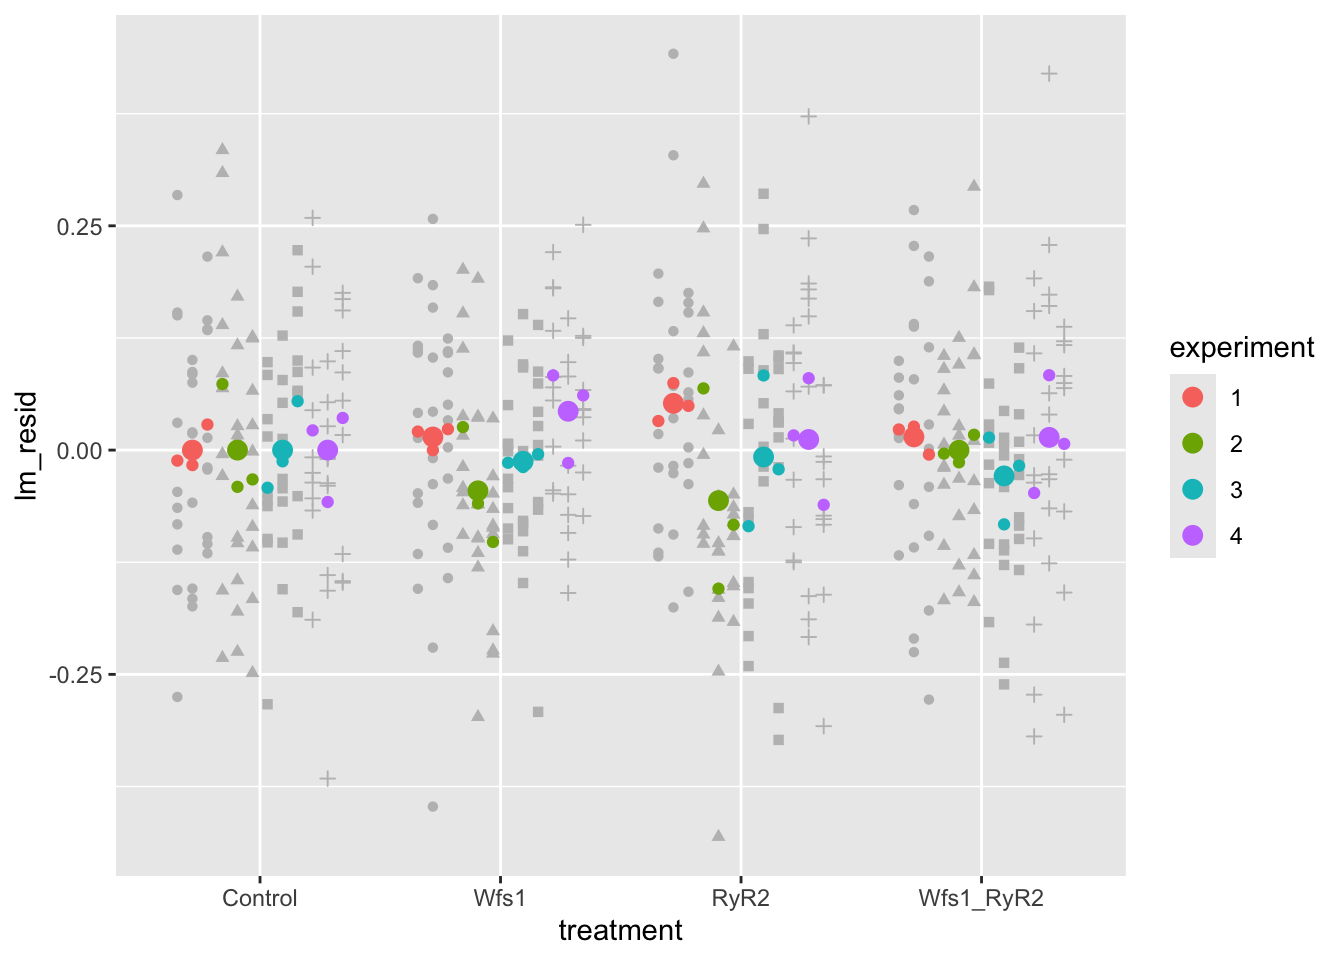 0.25
0.00
-0.25
lm_resid
Control Wfs1 RyR2 Wfs1_RyR2
treatment
experiment
1
2
3
4